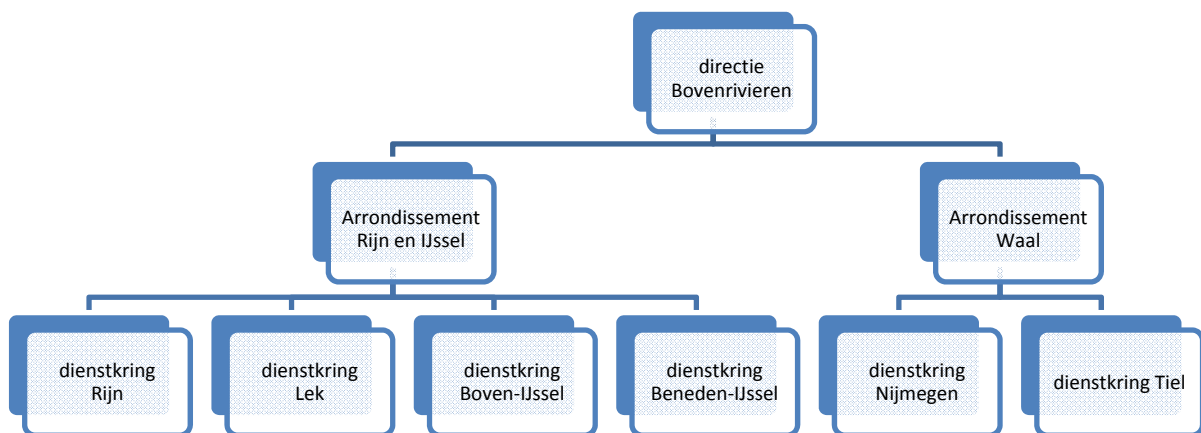 directie
Bovenrivieren
Arrondissement
Rijn en IJssel
Arrondissement
Waal
dienstkring
Rijn
dienstkring
Lek
dienstkring
Boven-IJssel
dienstkring
Beneden-IJssel
dienstkring
Nijmegen
dienstkring Tiel